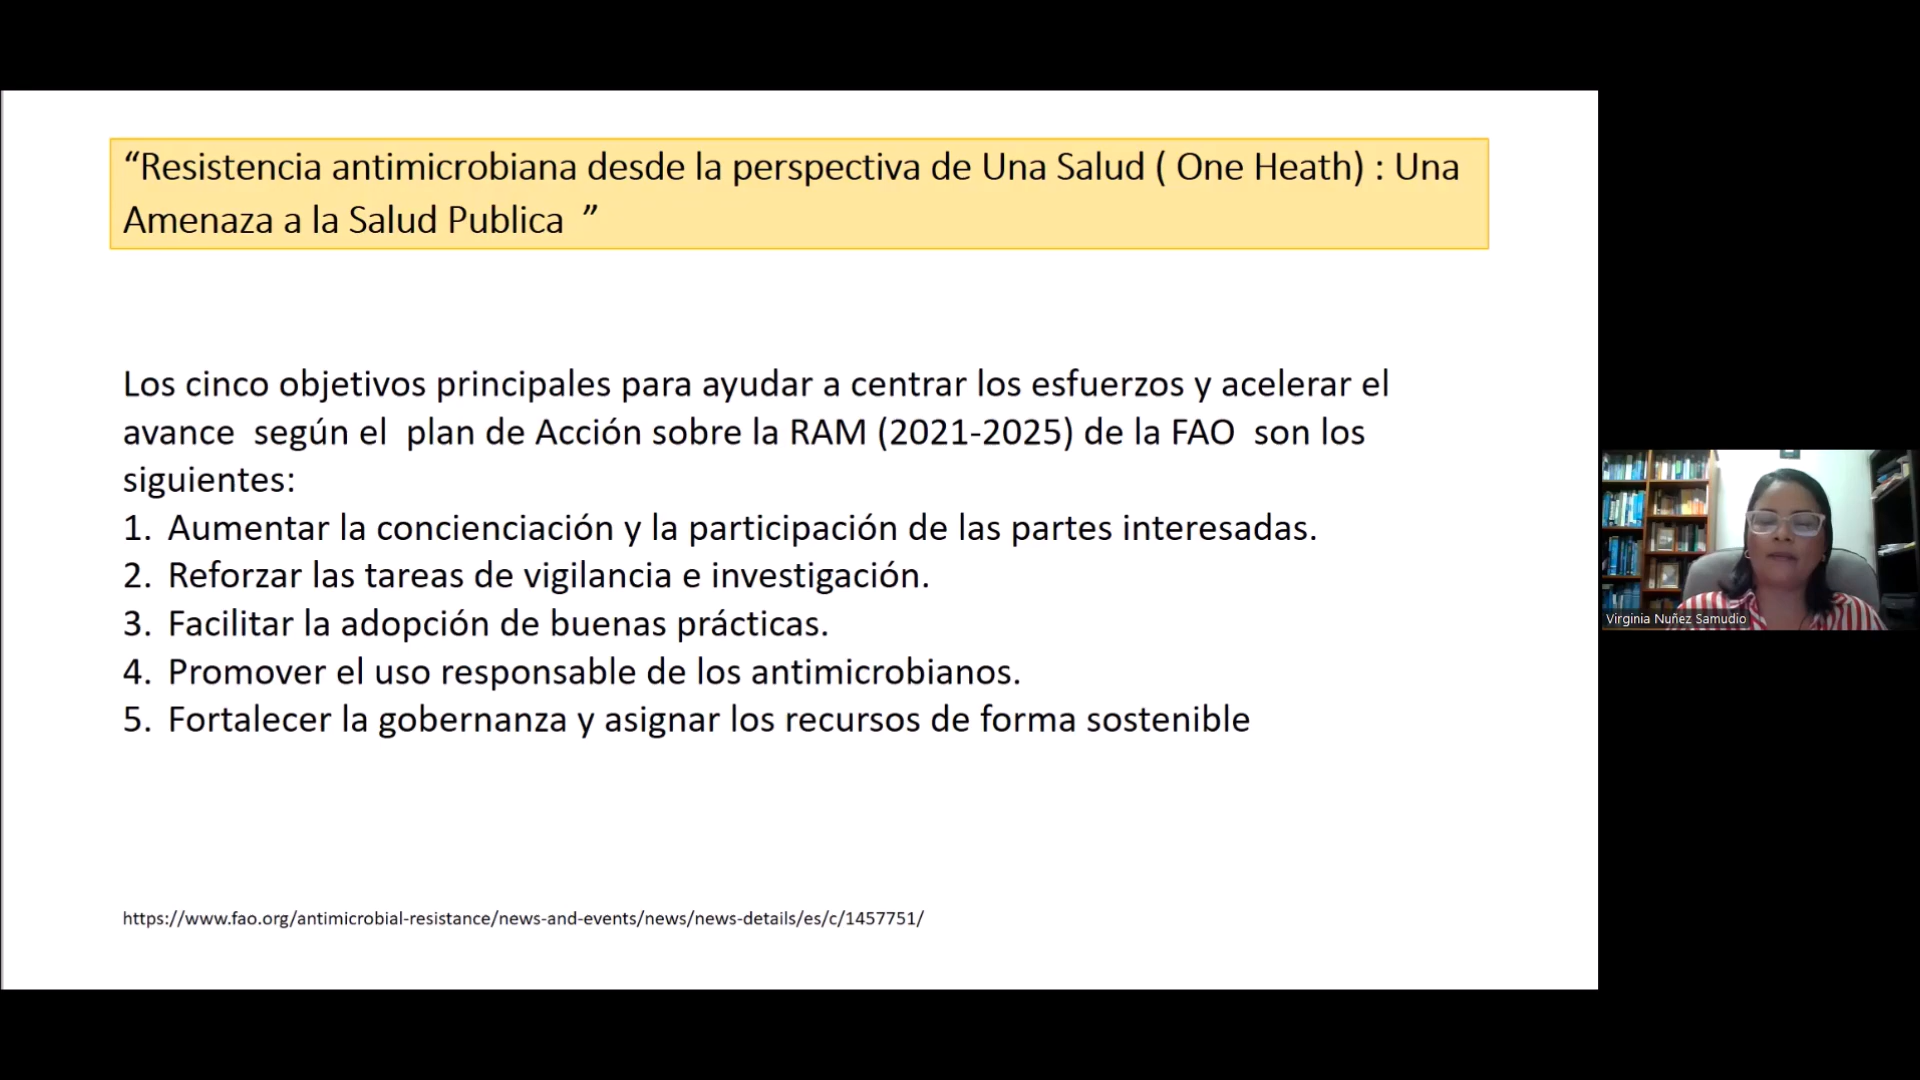 “Resistencia antimicrobiana desde la perspectiva de Una Salud ( One Heath) : Una
Amenaza a la Salud Publica ”
Los cinco objetivos principales para ayudar a centrar los esfuerzos y acelerar el
avance según el plan de Acción sobre la RAM (2021-2025) de la FAO son los
siguientes:
1. Aumentar la concienciación y la participación de las partes interesadas.
2. Reforzar las tareas de vigilancia e investigación.
3. Facilitar la adopción de buenas prácticas.
4. Promover el uso responsable de los antimicrobianos.
5. Fortalecer la gobernanza y asignar los recursos de forma sostenible
https://www.fao.org/antimicrobial-resistance/news-and-events/news/news-details/es/c/1457751/
Virginia Nuñez Samudio